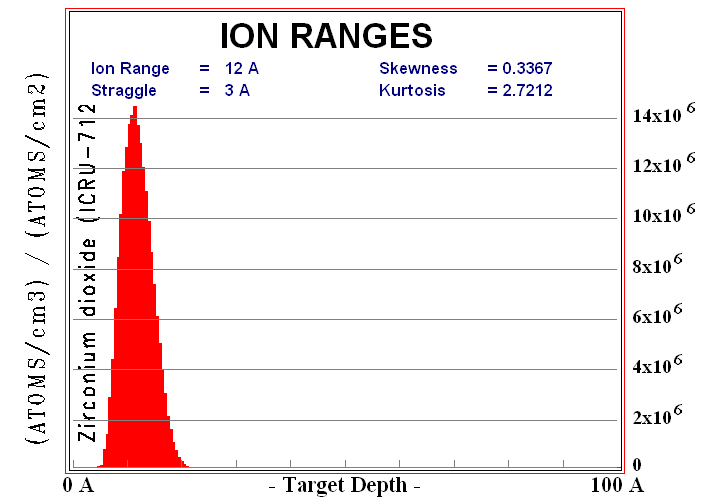 ION RANGES
Ion Range = 12 A Skewness = 0.3367
Straggle = 3 A Kurtosis = 2.7212
(ATOMS/cm3) / (ATOMS/cm2)
Zirconium dioxide (ICRU-712
14x10 6
12x10 6
10x10 6
8x10 6
6x10 6
4x10 6
2x10 6
0
0 A - Target Depth - 100 A